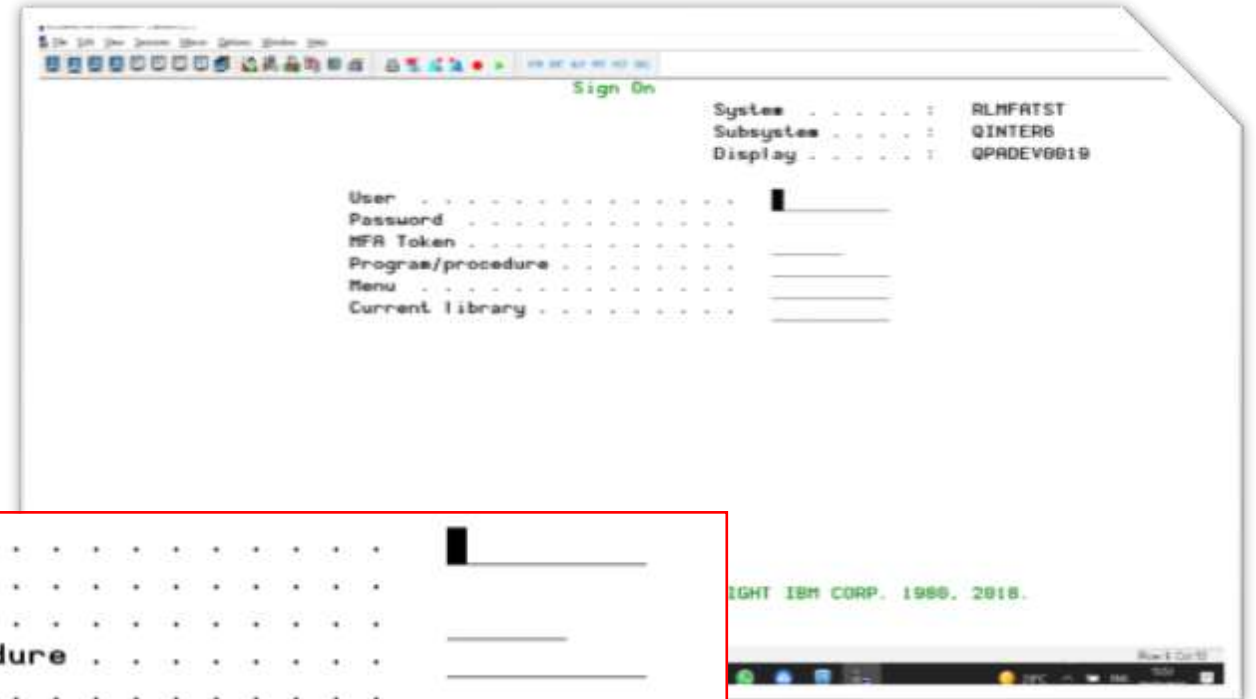 Sign On
System . . . . . : RLMFATST
Subsystem . . . . : QINTER6
Display . . . . . : QPADEV0019
User . . . . . . . . . . . . . .
Password . . . . . . . . . . . .
MFA Token . . . . . . . . . . . .
Program/procedure . . . . . . . .
Menu . . . . . . . . . . . . . .
Current library . . . . . . . . .
IGHT IBM CORP. 1980, 2018.
dure . . . . . . . .